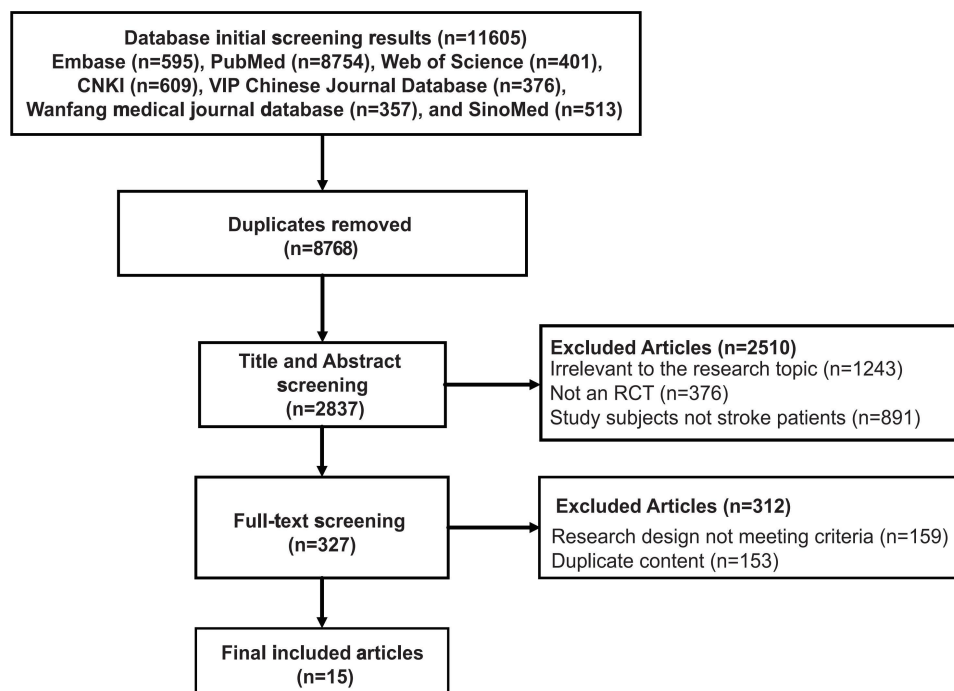 Database initial screening results (n=11605)
Embase (n=595), PubMed (n=8754), Web of Science (n=401),
CNKI (n=609), VIP Chinese Journal Database (n=376),
Wanfang medical journal database (n=357), and SinoMed (n=513)
Duplicates removed
(n=8768)
Title and Abstract
screening
(n=2837)
Excluded Articles (n=2510)
Irrelevant to the research topic (n=1243)
Not an RCT (n=376)
Study subjects not stroke patients (n=891)
Full-text screening
(n=327)
Excluded Articles (n=312)
Research design not meeting criteria (n=159)
Duplicate content (n=153)
Final included articles
(n=15)